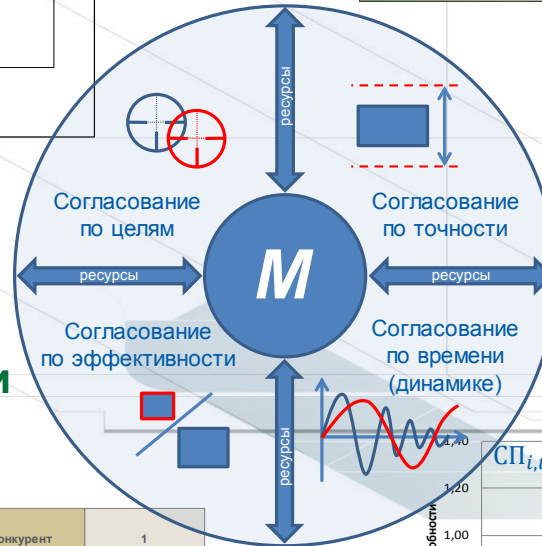 ресурсы
Согласование
по целям
Согласование
по точности
ресурсы
М
ресурсы
Согласование
по эффективности
Согласование
по времени
(динамике)
ресурсы
1,40
СП i,t
1,20
1,00
1